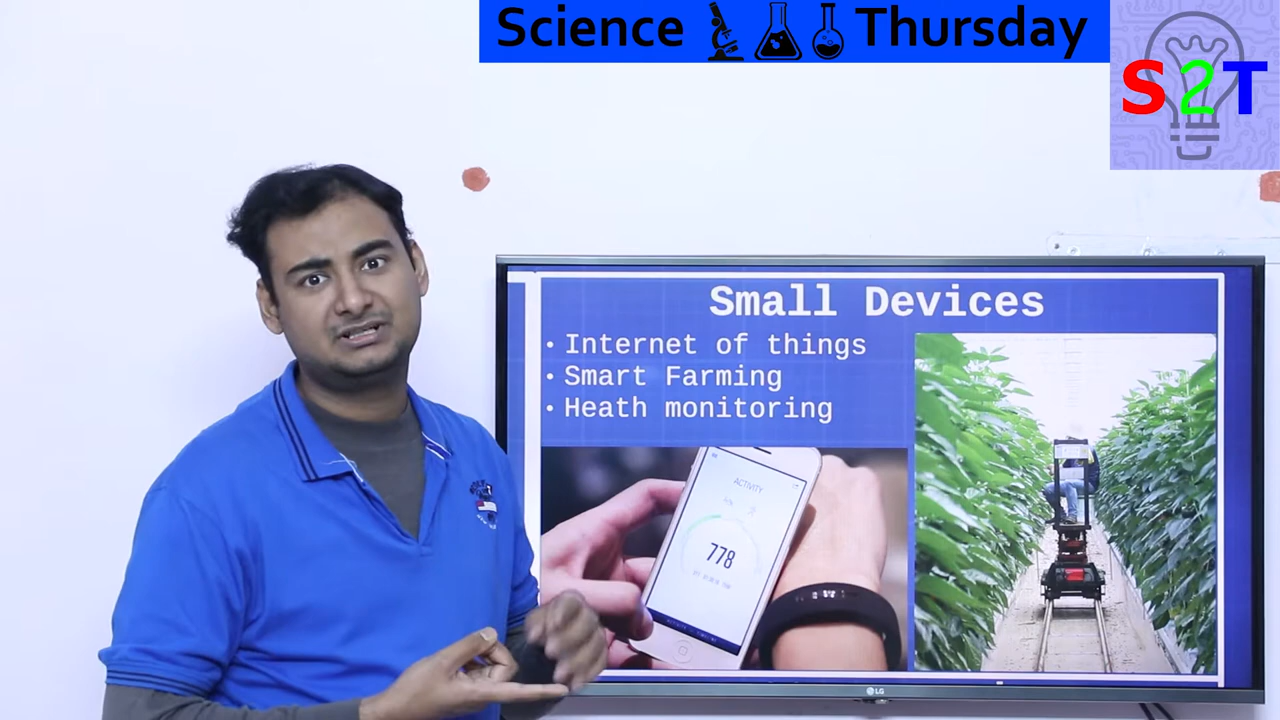 Science Thursday
S2T
Small Devices
• Internet of things
• Smart Farming
• Heath monitoring
ACTIVITY
778
LG